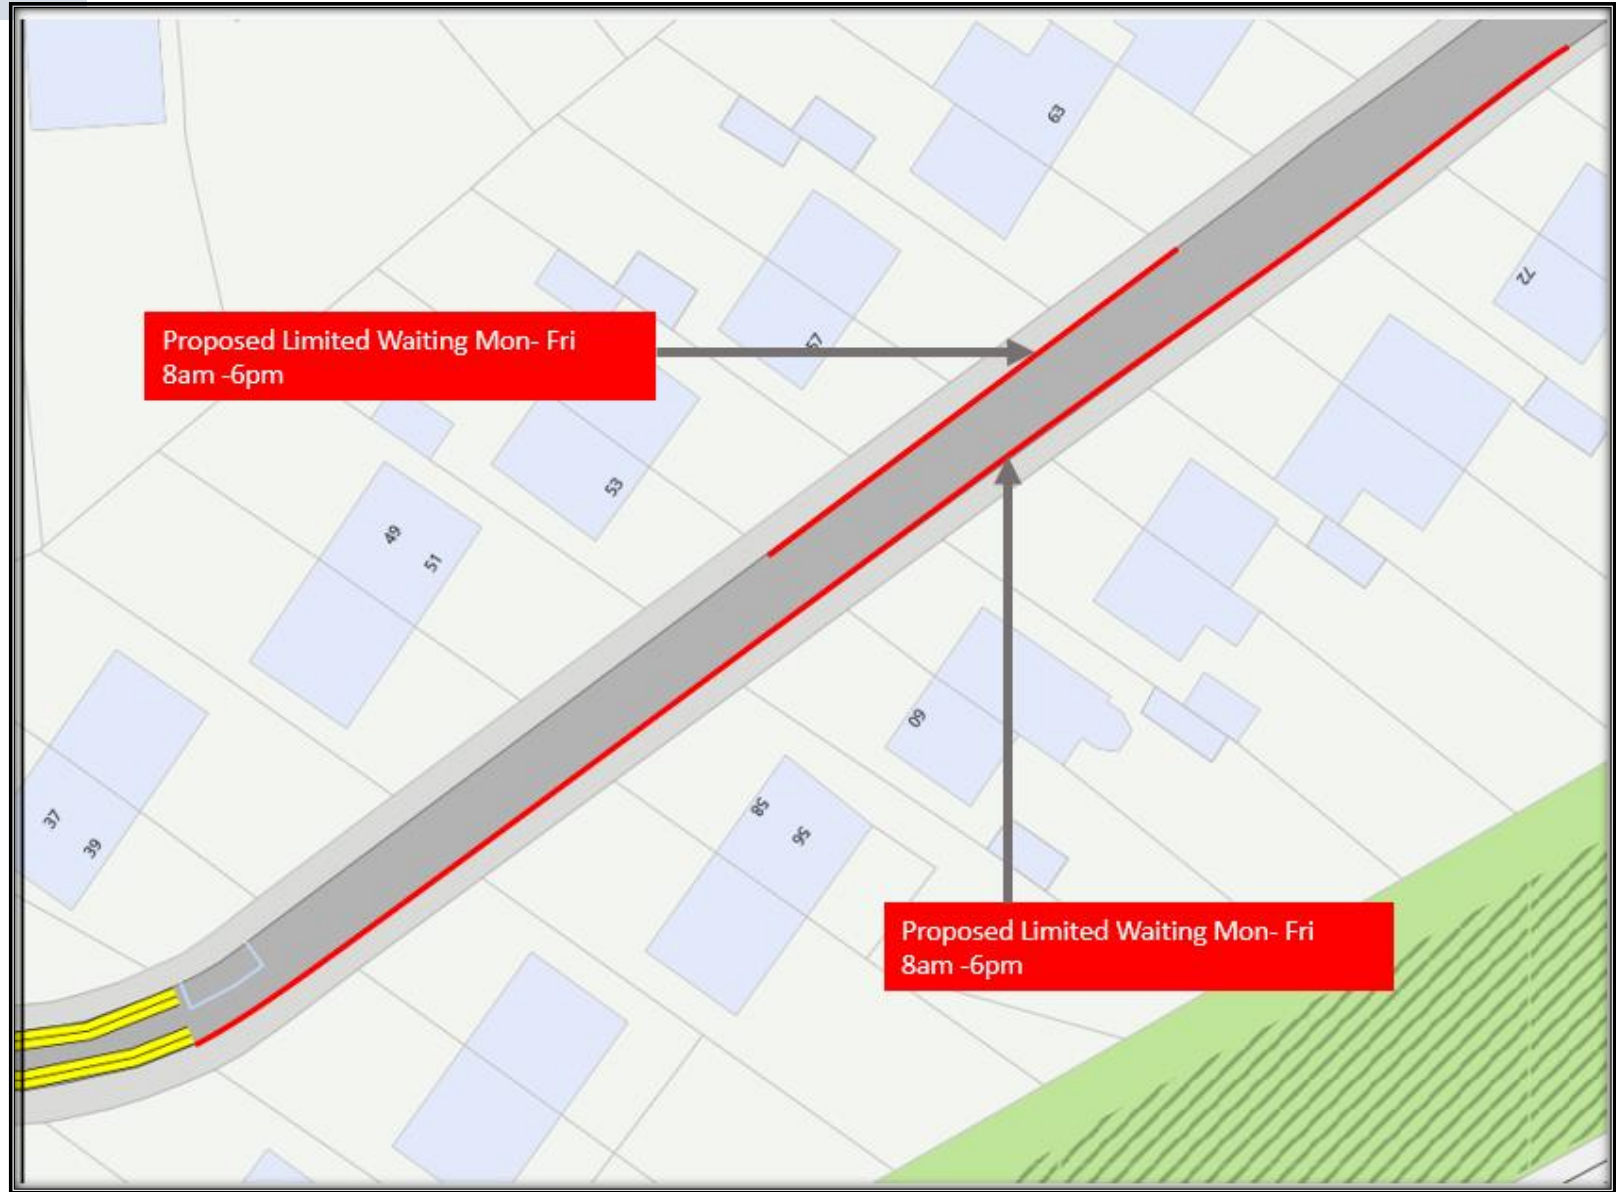 63
72
Proposed Limited Waiting Mon- Fri
8am -6pm
57
53
49
51
60
58
56
37
39
Proposed Limited Waiting Mon- Fri
8am -6pm